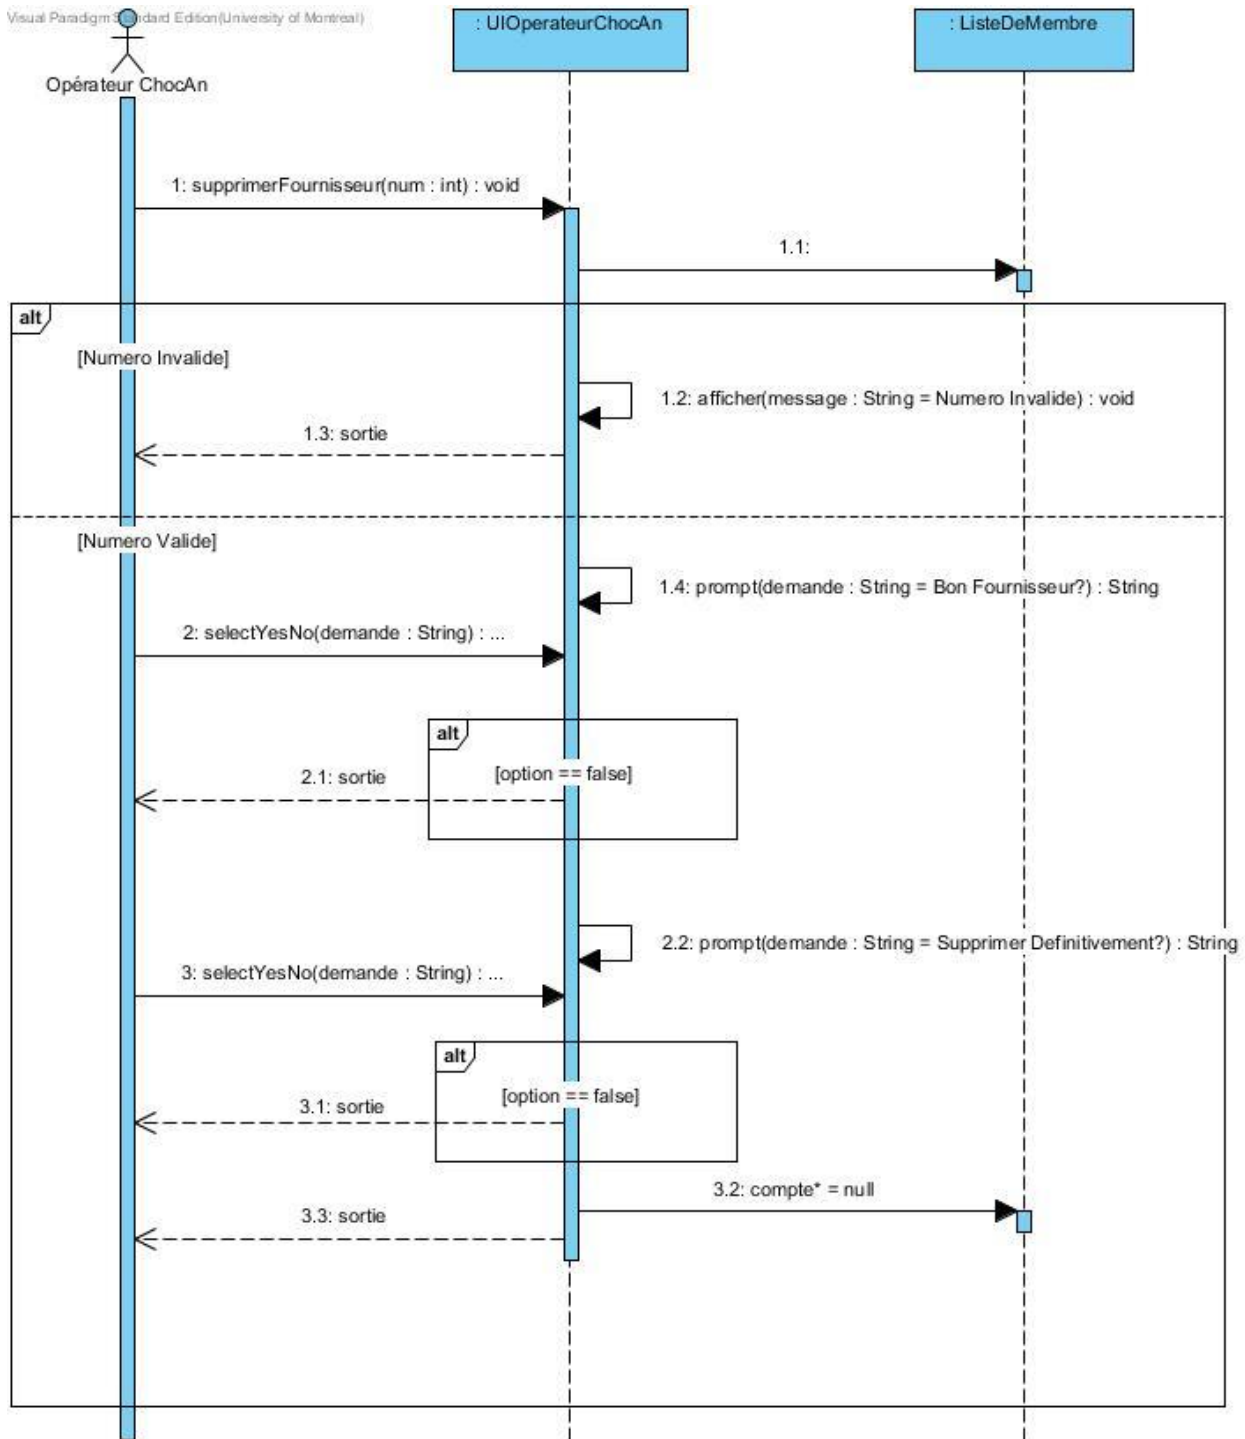 Visual Paradigm Standard Edition(University of Montreal)
: UIOperateurChocAn
: ListeDeMembre
Opérateur ChocAn
1: supprimerFournisseur(num : int) : void
1.1:
alt
[Numero Invalide]
1.2: afficher(message : String = Numero Invalide) : void
1.3: sortie
[Numero Valide]
1.4: prompt(demande : String = Bon Fournisseur?) : String
2: selectYesNo(demande : String) : ...
alt
[option == false]
2.1: sortie
2.2: prompt(demande : String = Supprimer Definitivement?) : String
3: selectYesNo(demande : String) : ...
alt
[option == false]
3.1: sortie
3.2: compte* = null
3.3: sortie